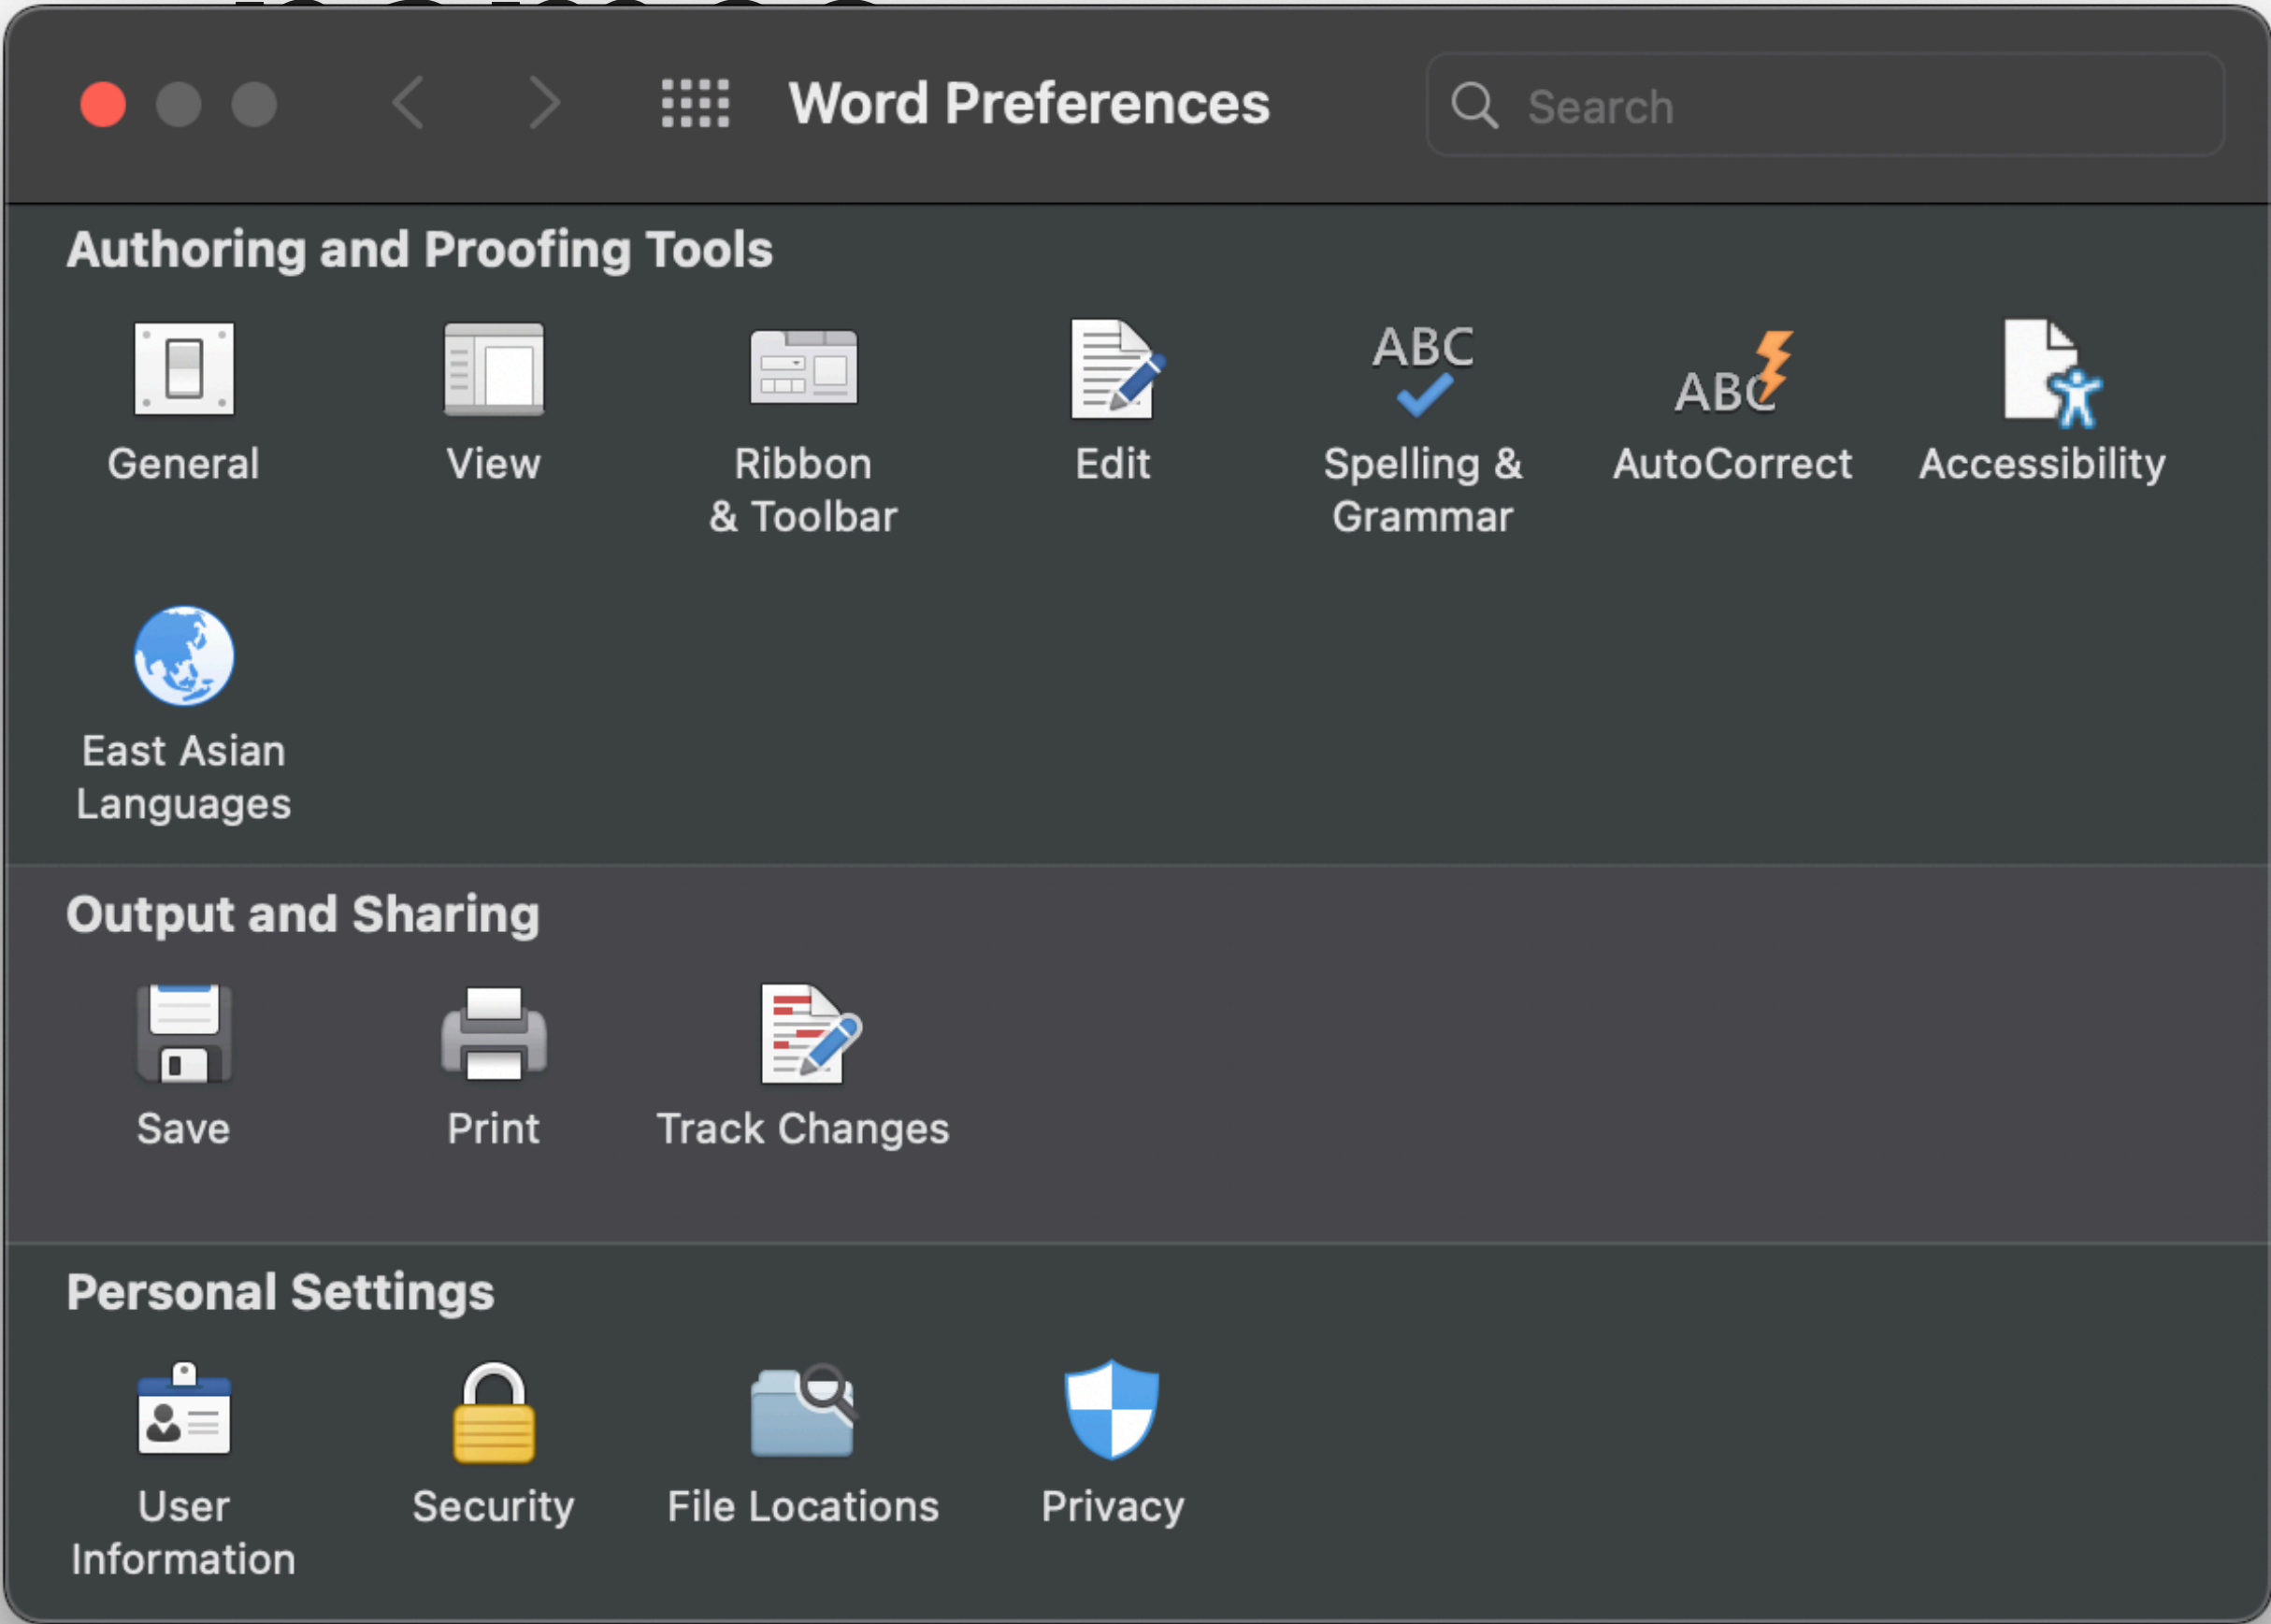 Word Preferences
Search
Authoring and Proofing Tools
General
View
Ribbon
& Toolbar
Edit
ABC
Spelling &
Grammar
ABC
AutoCorrect
Accessibility
East Asian
Languages
Output and Sharing
Save
Print
Track Changes
Personal Settings
User
Information
Security
File Locations
Privacy